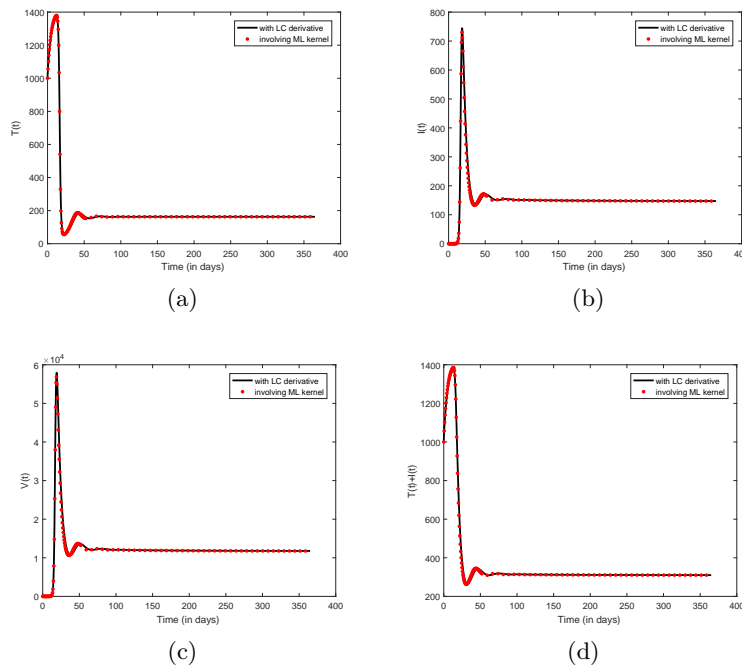 1400
1200
1000
800
600
400
200
0
T(t)
with LC derivative
involving ML kernel
0 50 100 150 200 250 300 350 400
Time (in days)
(a)
800
700
600
500
400
300
200
100
0
I(t)
with LC derivative
involving ML kernel
0 50 100 150 200 250 300 350 400
Time (in days)
(b)
×10⁴
6
5
4
3
2
1
0
V(t)
with LC derivative
involving ML kernel
0 50 100 150 200 250 300 350 400
Time (in days)
(c)
1400
1200
1000
800
600
400
200
T(t)+I(t)
with LC derivative
involving ML kernel
0 50 100 150 200 250 300 350 400
Time (in days)
(d)